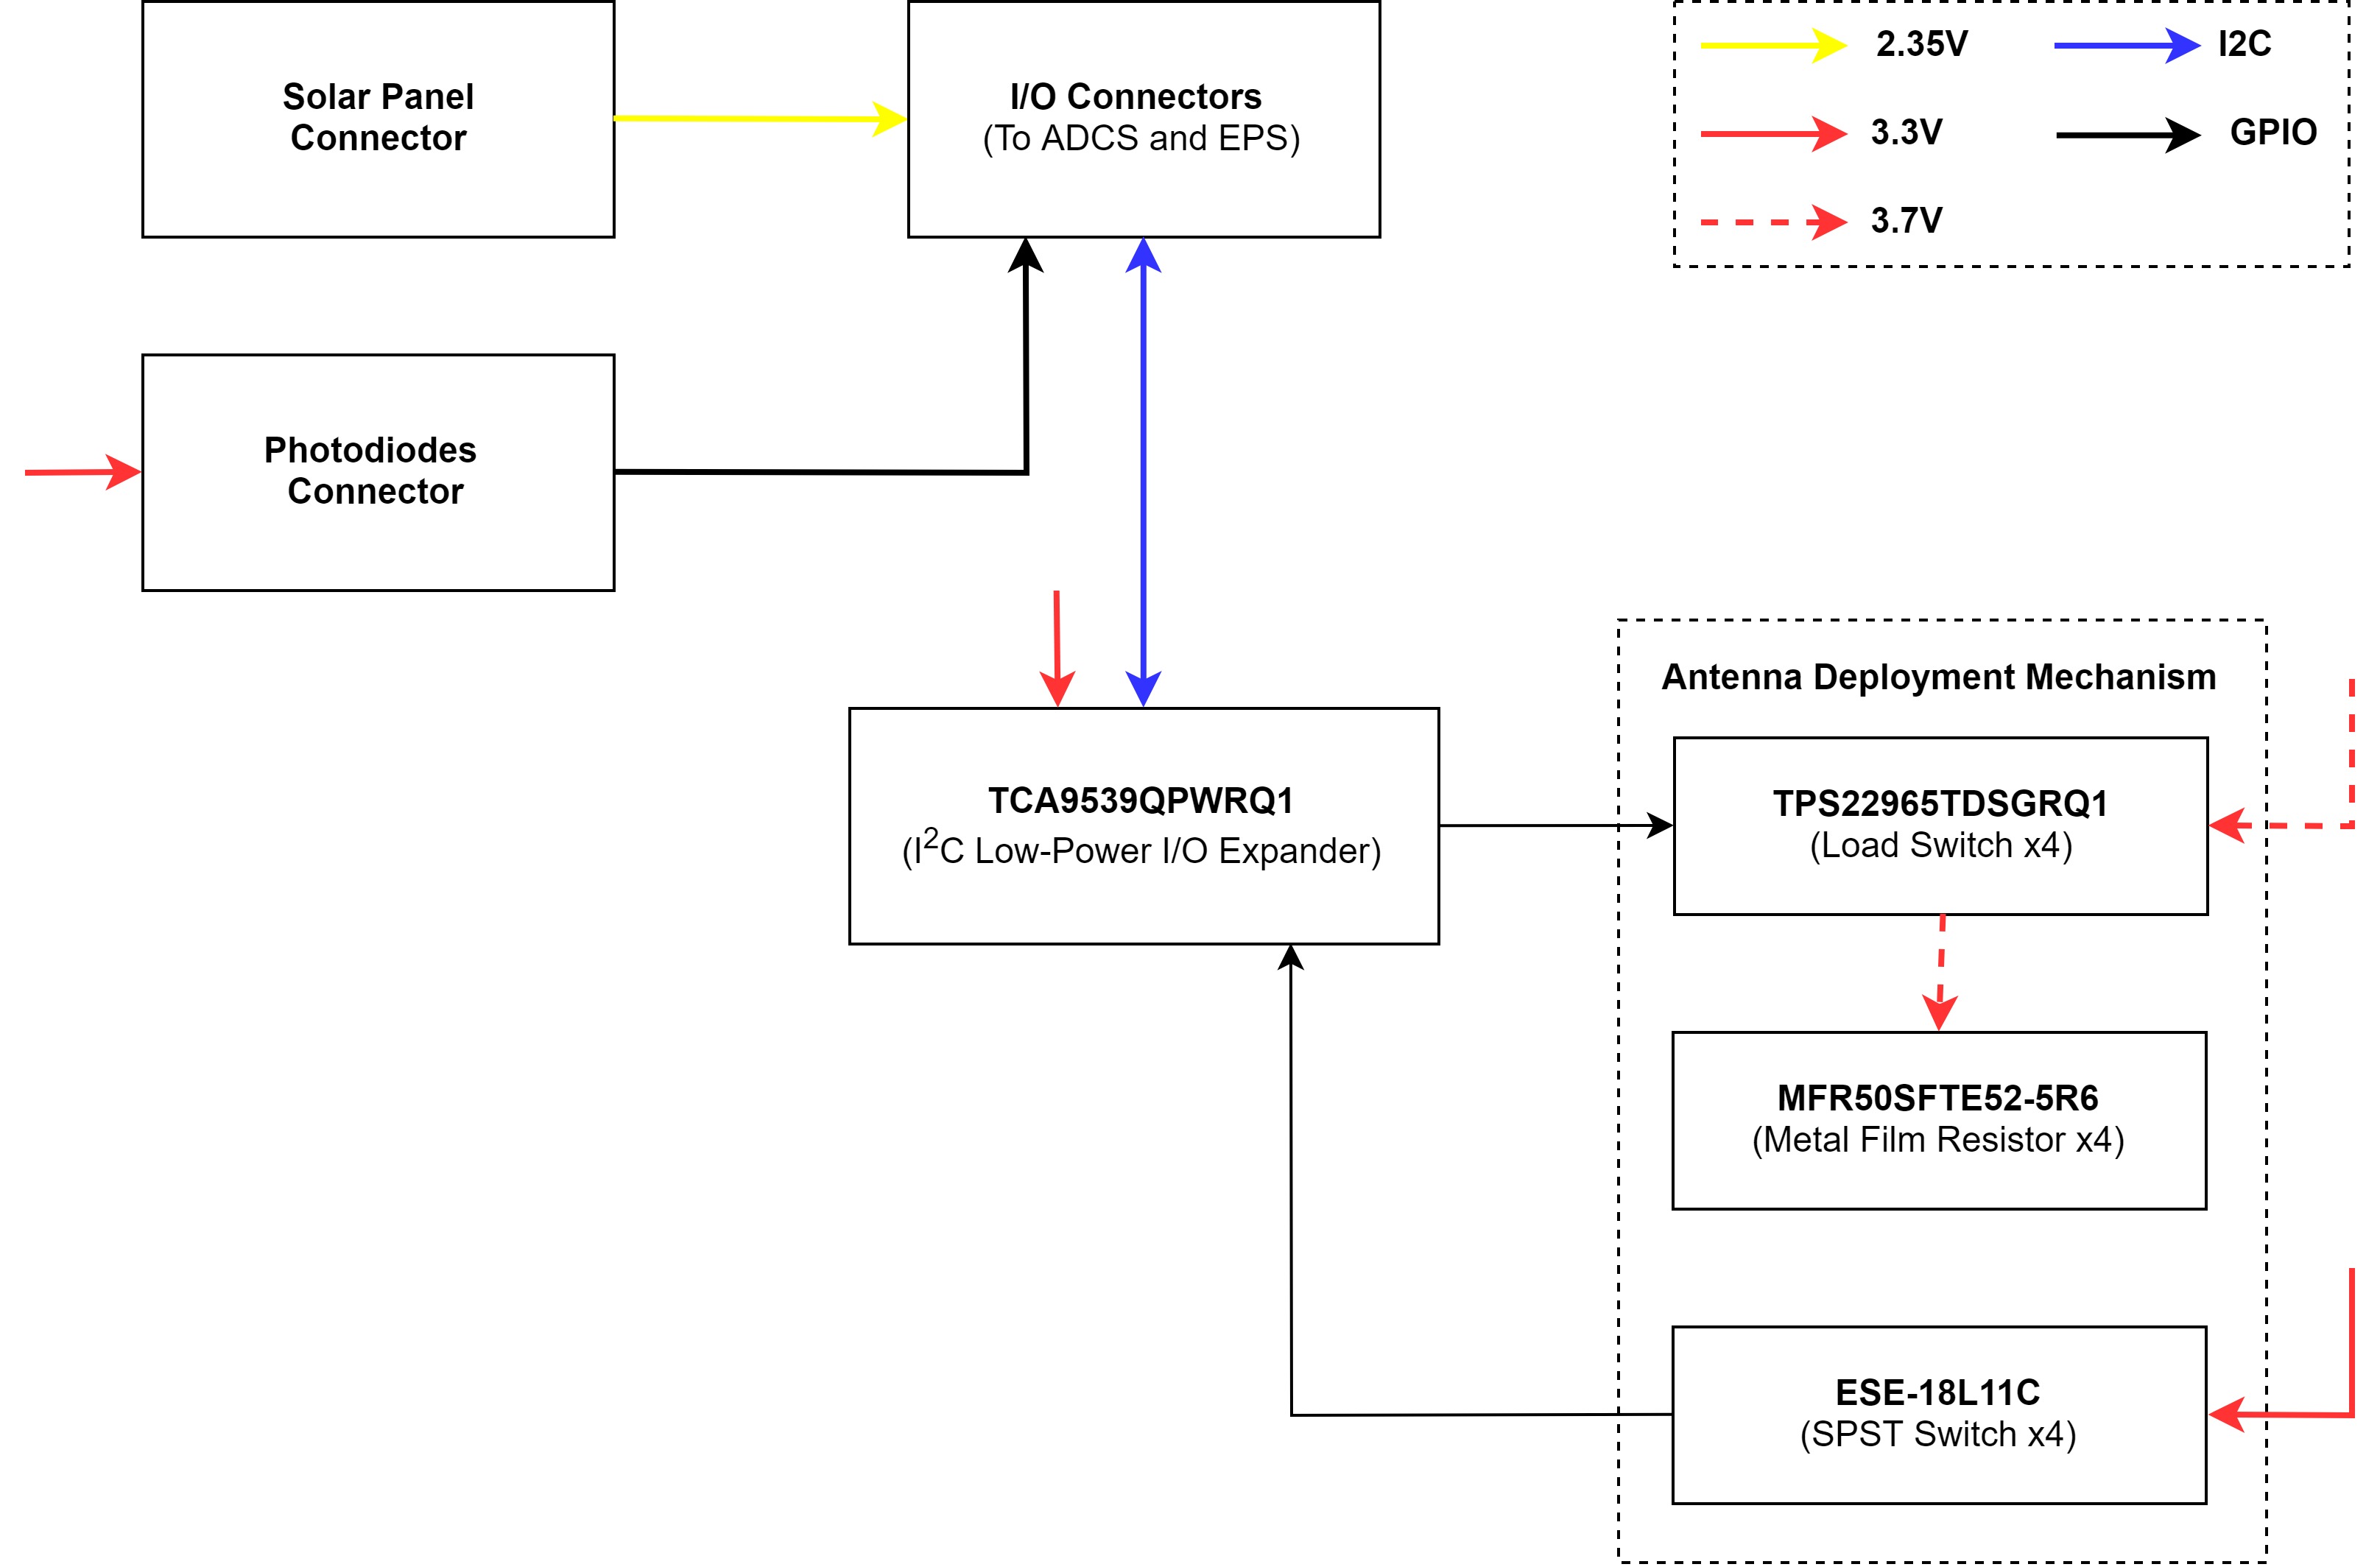 Solar Panel
Connector
I/O Connectors
(To ADCS and EPS)
2.35V
I2C
3.3V
GPIO
3.7V
Photodiodes
Connector
Antenna Deployment Mechanism
TCA9539QPWRQ1
(I²C Low-Power I/O Expander)
TPS22965TDSGRQ1
(Load Switch x4)
MFR50SFTE52-5R6
(Metal Film Resistor x4)
ESE-18L11C
(SPST Switch x4)